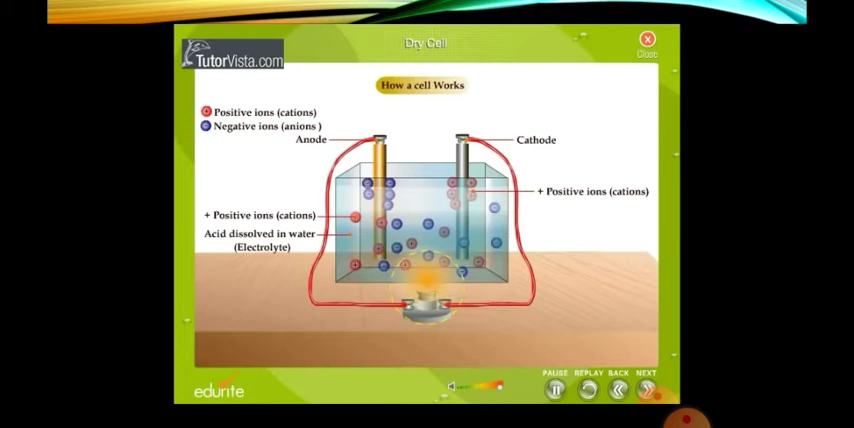 Dry Cell
Close
TutorVista.com
How a cell Works
Positive ions (cations)
Negative ions (anions )
Anode
Cathode
+ Positive ions (cations)
+ Positive ions (cations)
Acid dissolved in water
(Electrolyte)
PAUSE REPLAY BACK NEXT
edurite